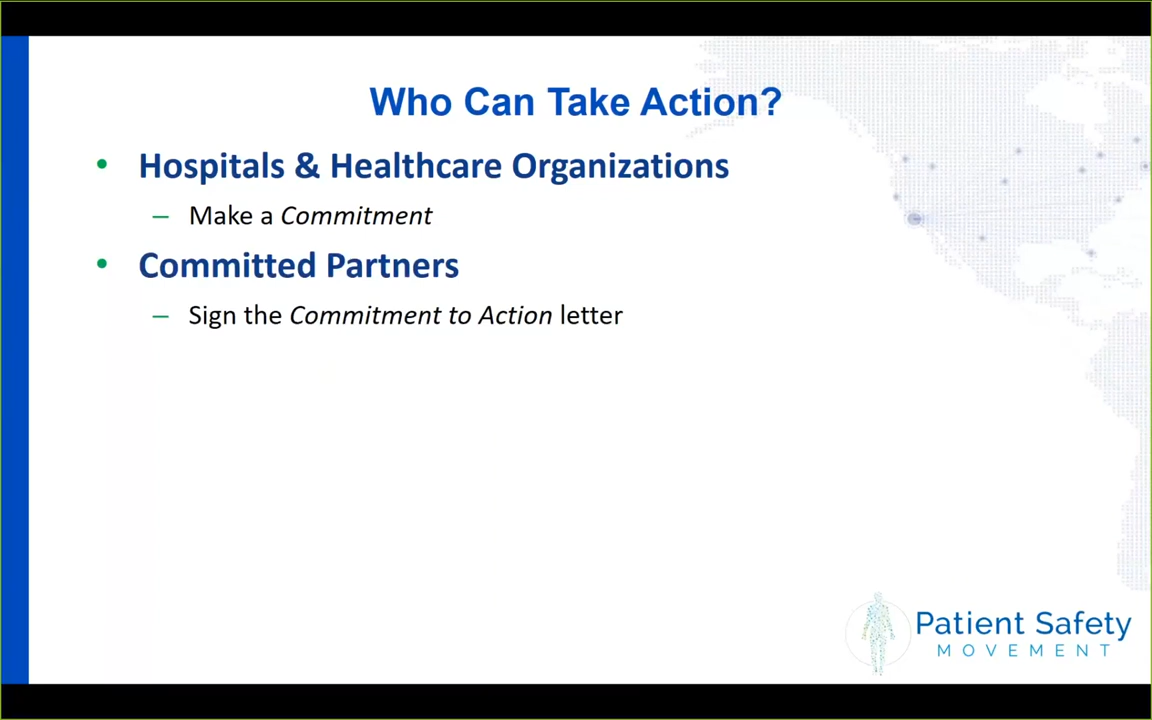 Who Can Take Action?
• Hospitals & Healthcare Organizations
– Make a Commitment
• Committed Partners
– Sign the Commitment to Action letter
Patient Safety
MOVEMENT